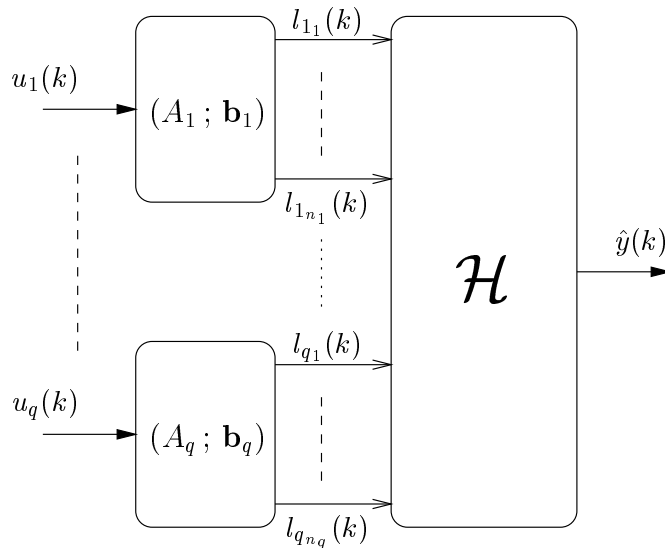 l_{1_1}(k)
u_1(k)
(A_1 ; b_1)
l_{1_{n_1}}(k)
ŷ(k)
ℋ
l_{q_1}(k)
u_q(k)
(A_q ; b_q)
l_{q_{n_q}}(k)